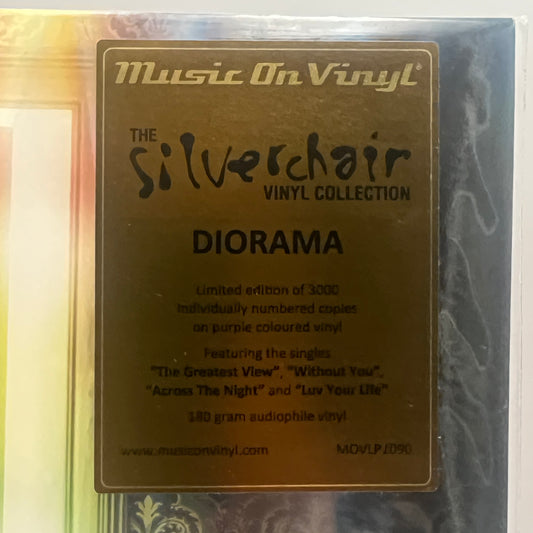 Music On Vinyl®
THE
silverchair
VINYL COLLECTION
DIORAMA
Limited edition of 3000
individually numbered copies
on purple coloured vinyl
Featuring the singles
"The Greatest View", "Without You",
"Across The Night" and "Luv Your Life"
180 gram audiophile vinyl
www.musiconvinyl.com